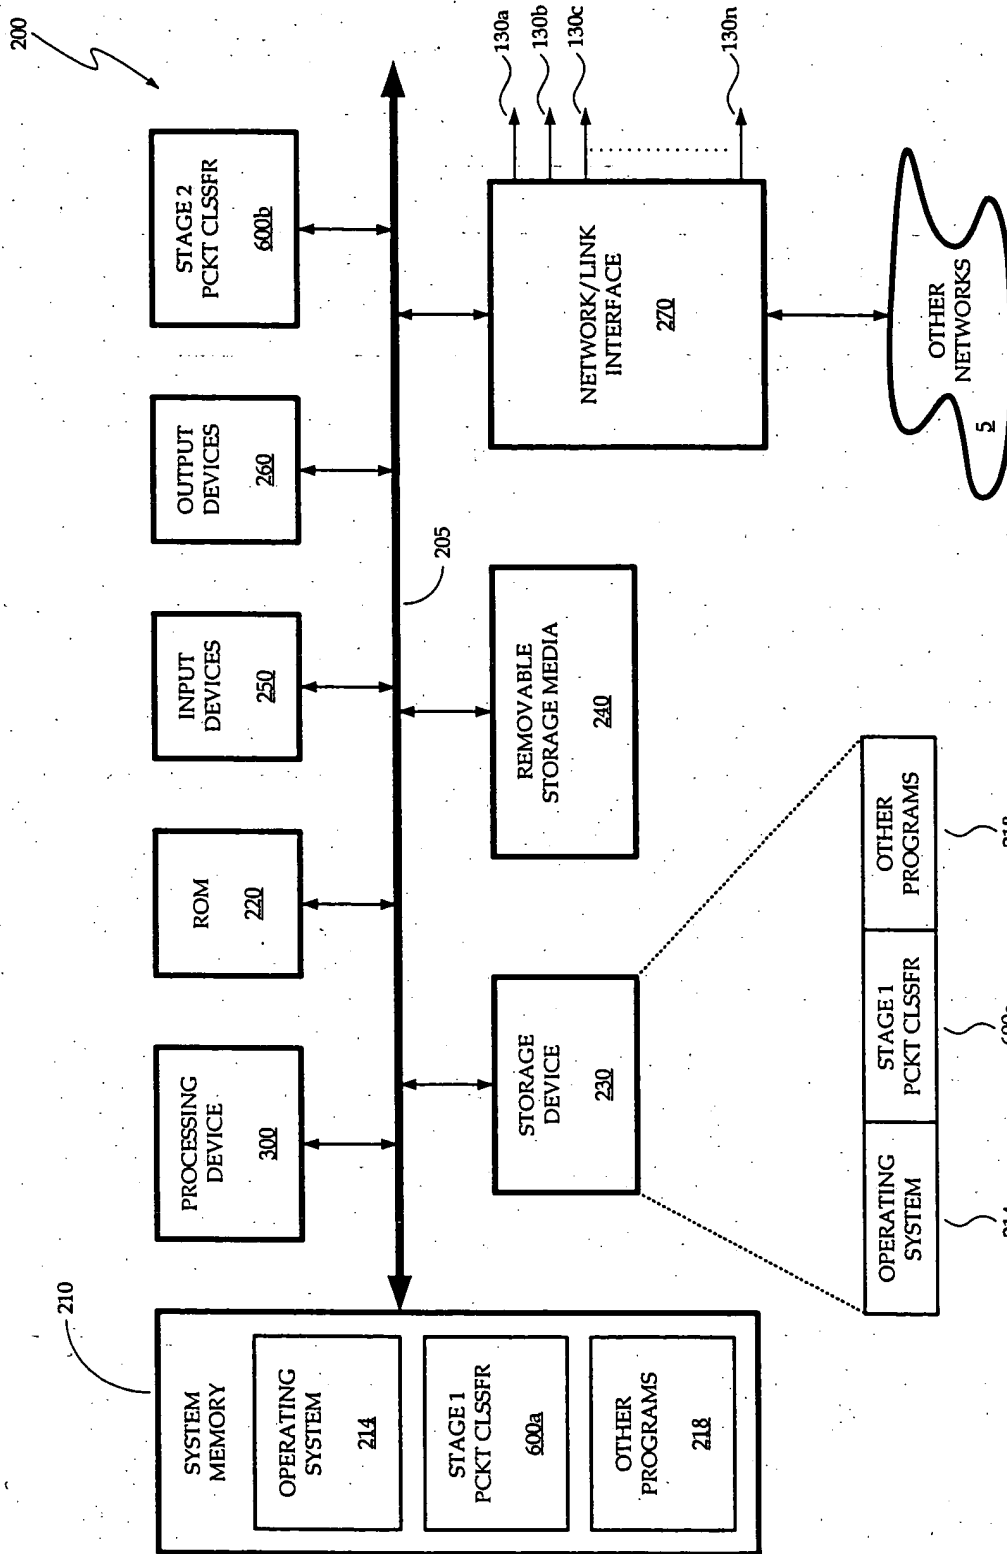 200
STAGE 2
PCKT CLSSFR
600b
OUTPUT
DEVICES
260
INPUT
DEVICES
250
ROM
220
PROCESSING
DEVICE
300
210
SYSTEM
MEMORY
OPERATING
SYSTEM
214
STAGE 1
PCKT CLSSFR
600a
OTHER
PROGRAMS
218
205
STORAGE
DEVICE
230
REMOVABLE
STORAGE MEDIA
240
NETWORK/LINK
INTERFACE
270
130a
130b
130c
130n
OTHER
NETWORKS
5
OPERATING
SYSTEM
STAGE 1
PCKT CLSSFR
OTHER
PROGRAMS